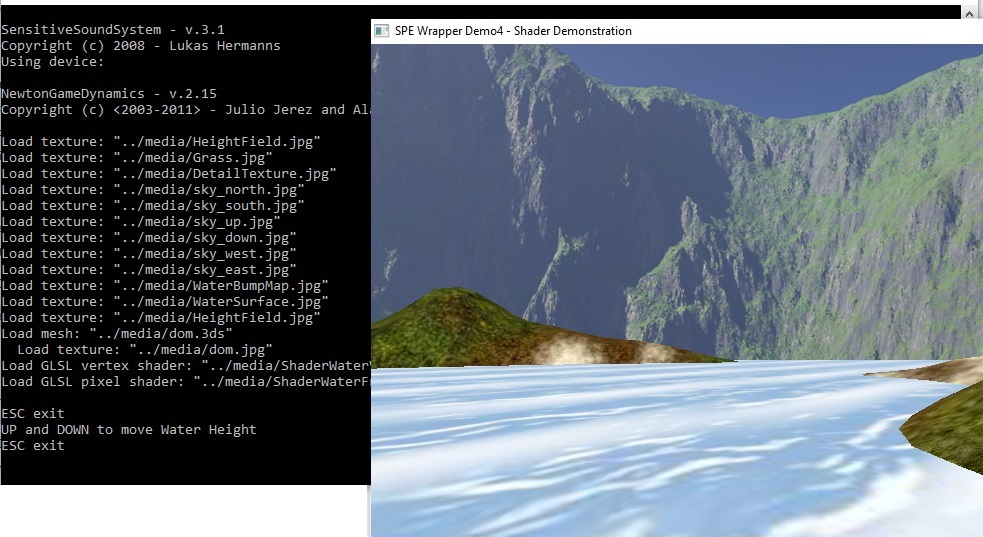 SensitiveSoundSystem - v.3.1
Copyright (c) 2008 - Lukas Hermanns
Using device:
SPE Wrapper Demo4 - Shader Demonstration
NewtonGameDynamics - v.2.15
Copyright (c) <2003-2011> - Julio Jerez and
Load texture: "../media/HeightField.jpg"
Load texture: "../media/Grass.jpg"
Load texture: "../media/DetailTexture.jpg"
Load texture: "../media/sky_north.jpg"
Load texture: "../media/sky_south.jpg"
Load texture: "../media/sky_up.jpg"
Load texture: "../media/sky_down.jpg"
Load texture: "../media/sky_west.jpg"
Load texture: "../media/sky_east.jpg"
Load texture: "../media/WaterBumpMap.jpg"
Load texture: "../media/WaterSurface.jpg"
Load texture: "../media/HeightField.jpg"
Load mesh: "../media/dom.3ds"
Load texture: "../media/dom.jpg"
Load GLSL vertex shader: "../media/ShaderWaterV
Load GLSL pixel shader: "../media/ShaderWaterF
ESC exit
UP and DOWN to move Water Height
ESC exit